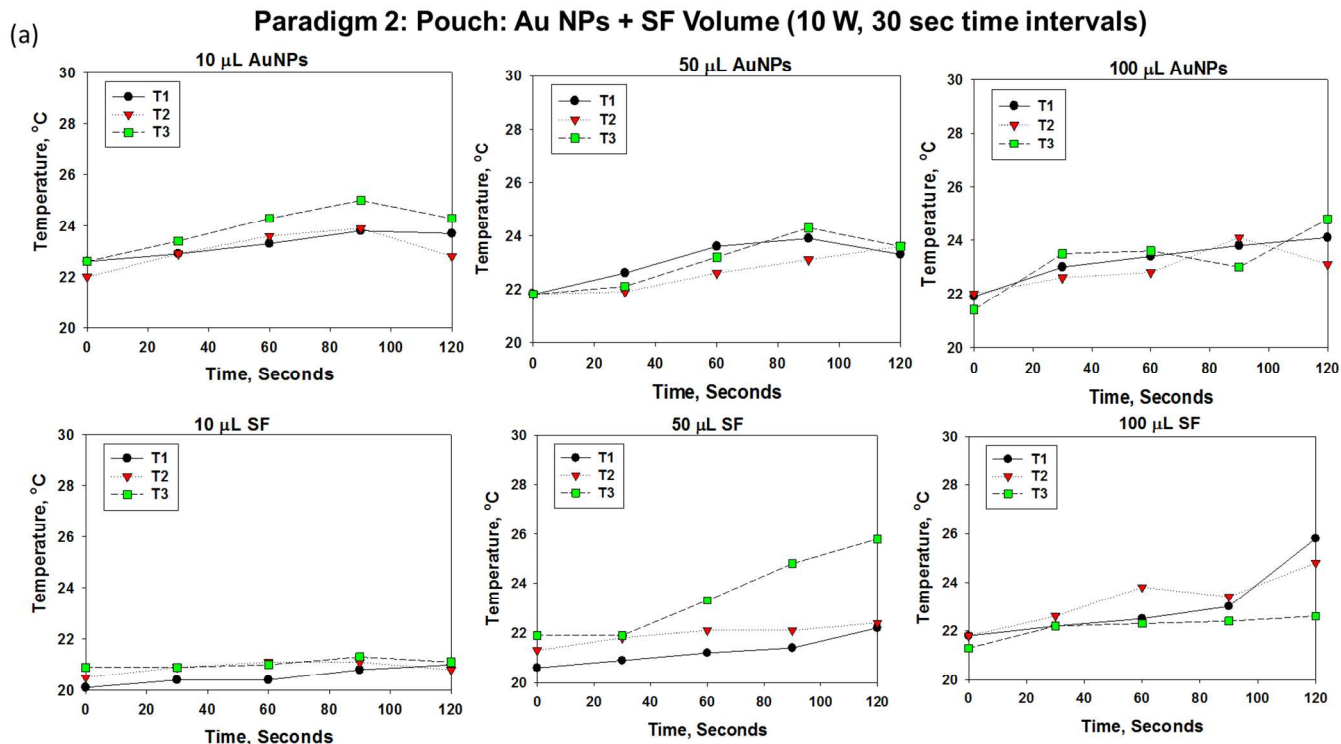 Paradigm 2: Pouch: Au NPs + SF Volume (10 W, 30 sec time intervals)
(a)
10 μL AuNPs
30
28
26
24
22
20
Temperature, °C
T1
T2
T3
0 20 40 60 80 100 120
Time, Seconds
50 μL AuNPs
30
28
26
24
22
20
Temperature, °C
T1
T2
T3
0 20 40 60 80 100 120
Time, Seconds
100 μL AuNPs
30
28
26
24
22
20
Temperature, °C
T1
T2
T3
0 20 40 60 80 100 120
Time, Seconds
10 μL SF
30
28
26
24
22
20
Temperature, °C
T1
T2
T3
0 20 40 60 80 100 120
Time, Seconds
50 μL SF
30
28
26
24
22
20
Temperature, °C
T1
T2
T3
0 20 40 60 80 100 120
Time, Seconds
100 μL SF
30
28
26
24
22
20
Temperature, °C
T1
T2
T3
0 20 40 60 80 100 120
Time, Seconds